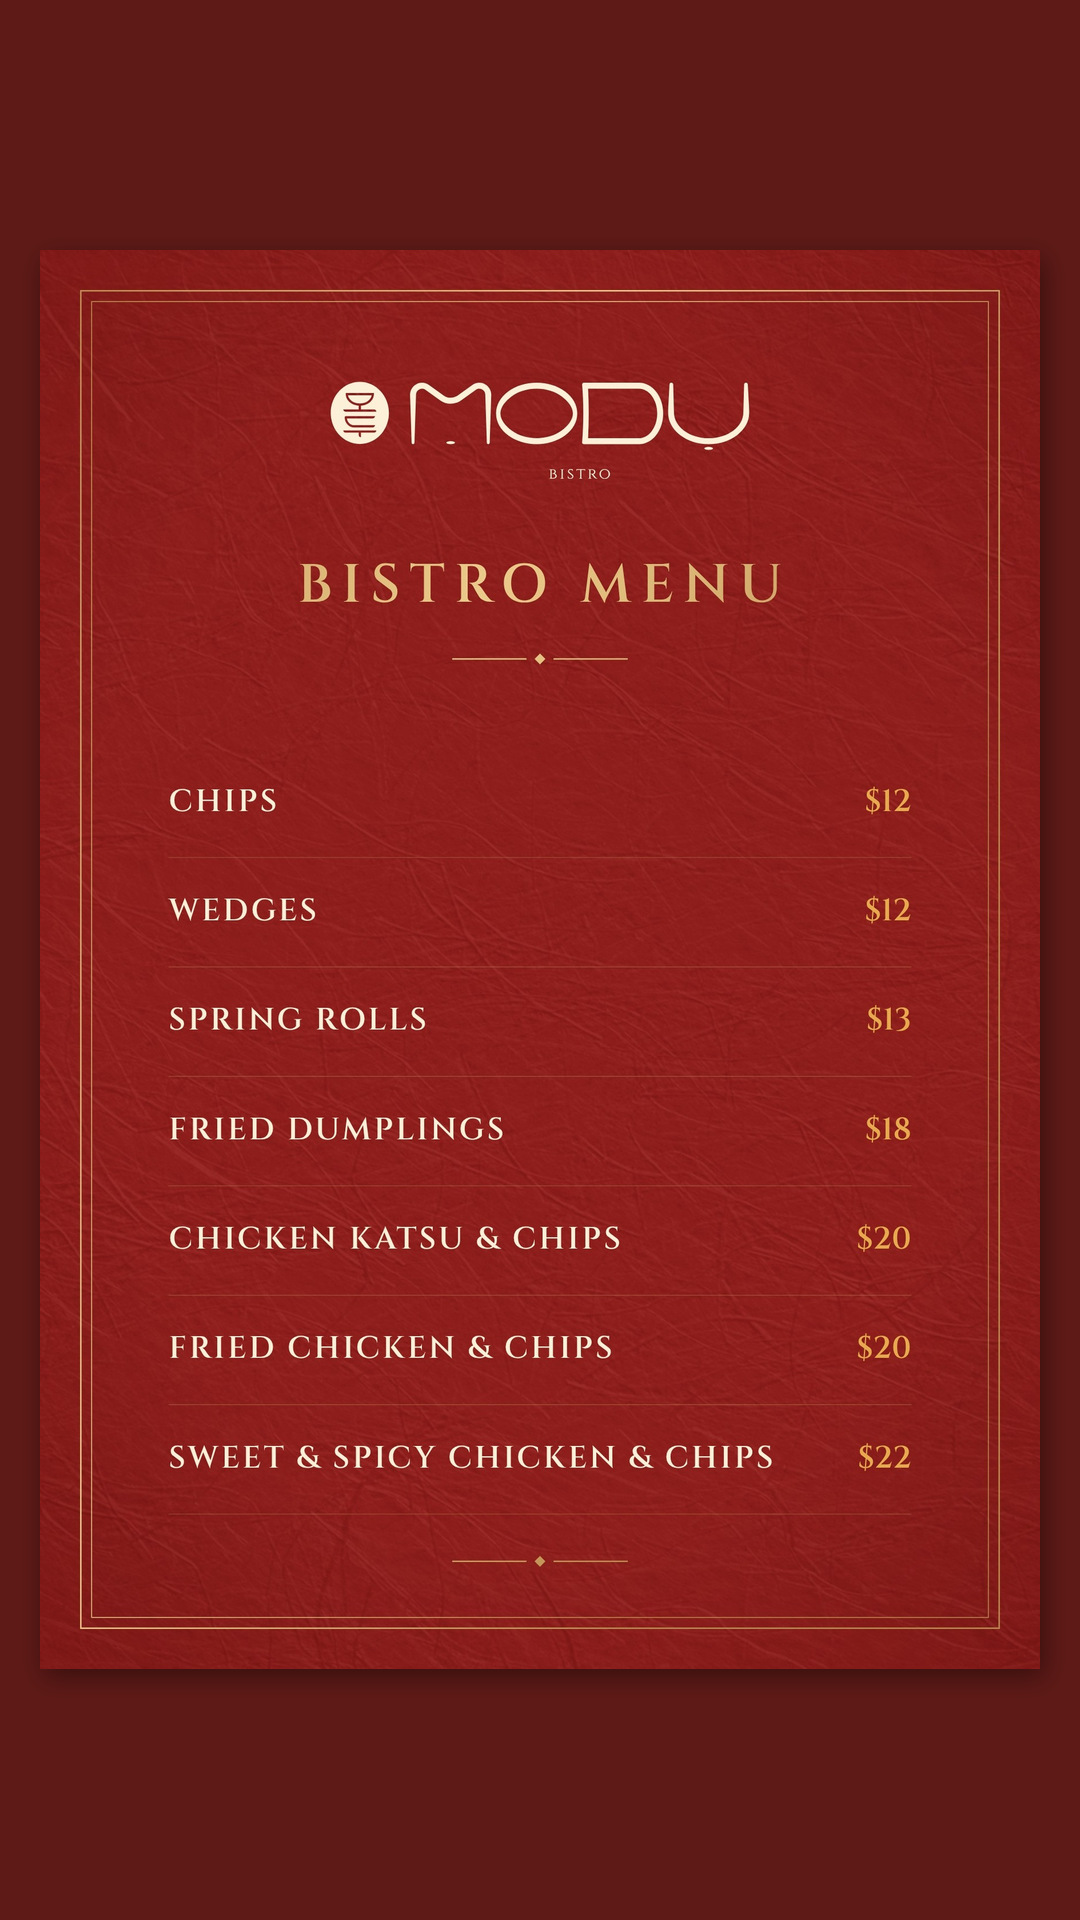 MODU
BISTRO
BISTRO MENU
CHIPS $12
WEDGES $12
SPRING ROLLS $13
FRIED DUMPLINGS $18
CHICKEN KATSU & CHIPS $20
FRIED CHICKEN & CHIPS $20
SWEET & SPICY CHICKEN & CHIPS $22